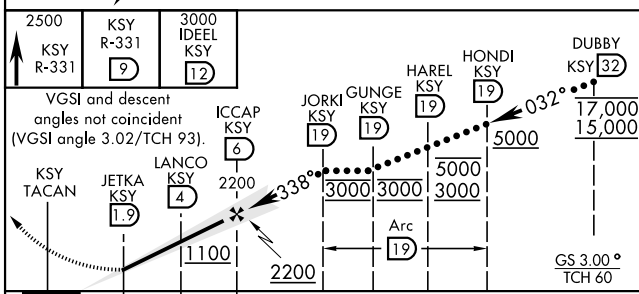 2500
KSY
R-331
KSY
R-331
9
3000
IDEEL
KSY
12
VGSI and descent
angles not coincident
(VGSI angle 3.02/TCH 93).
KSY
TACAN
JETKA
KSY
1.9
LANCO
KSY
4
ICCAP
KSY
6
2200
JORKI
KSY
19
GUNGE
KSY
19
HAREL
KSY
19
HONDI
KSY
19
DUBBY
KSY 32
032°
17,000
15,000
5000
5000
3000
3000
3000
338°
1100
2200
Arc
19
GS 3.00°
TCH 60